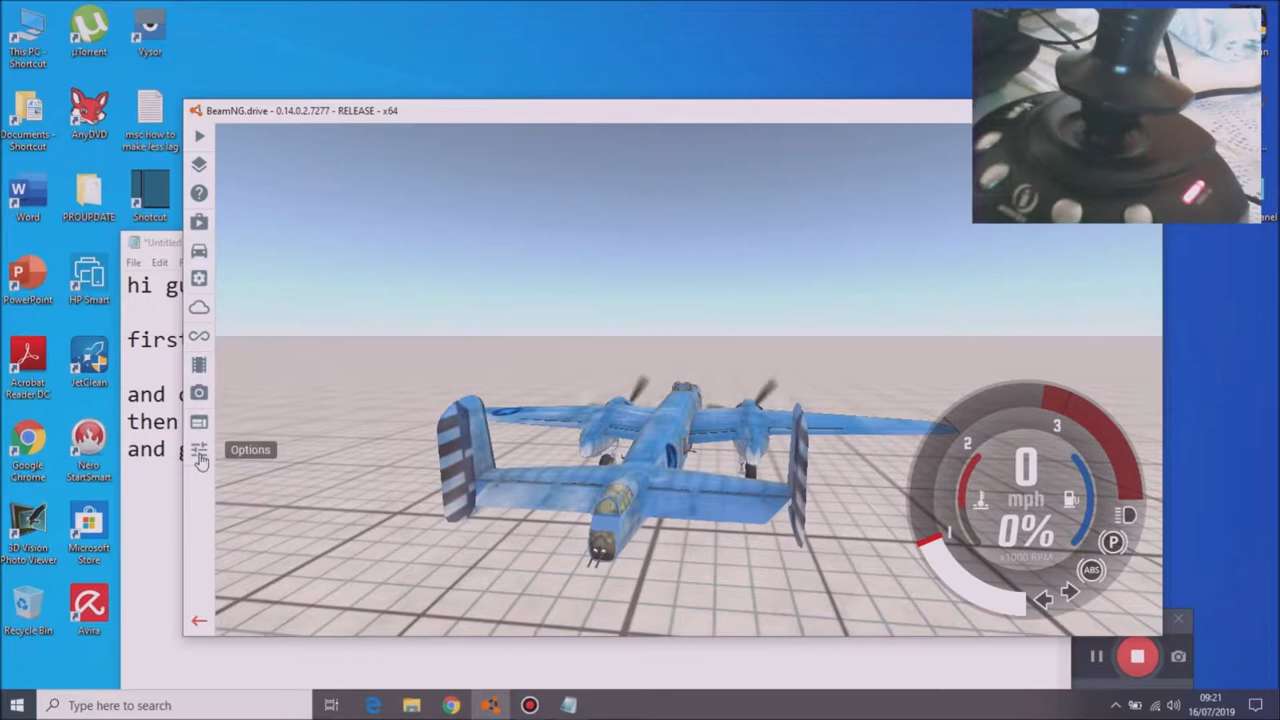 This PC -
Shortcut
µTorrent
Vysor
Documents -
Shortcut
AnyDVD
msc how to
make less lag
Word
PROUPDATE
Shotcut
PowerPoint
HP Smart
Acrobat
Reader DC
JetClean
Google
Chrome
Nero
StartSmart
3D Vision
Photo Viewer
Microsoft
Store
Recycle Bin
Avira
BeamNG.drive - 0.14.0.2.7277 - RELEASE - x64
*Untitled
File Edit
hi
and
then
and
Options
1
2
3
0
mph
0%
x1000 RPM
P
ABS
Type here to search
09:21
16/07/2019